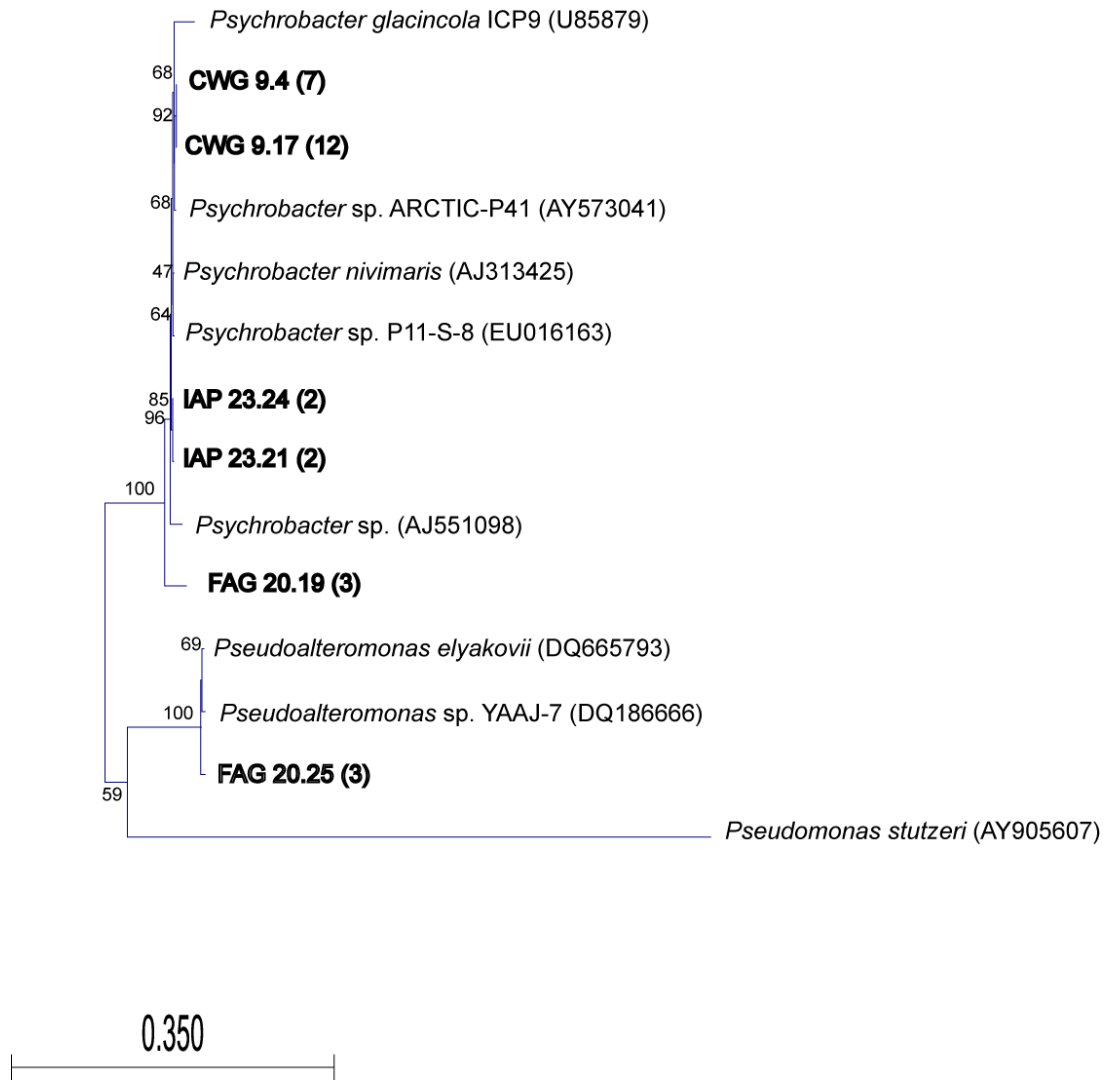 Psychrobacter glacincola ICP9 (U85879)
68
CWG 9.4 (7)
92
CWG 9.17 (12)
68
Psychrobacter sp. ARCTIC-P41 (AY573041)
47
Psychrobacter nivimaris (AJ313425)
64
Psychrobacter sp. P11-S-8 (EU016163)
85
IAP 23.24 (2)
96
IAP 23.21 (2)
100
Psychrobacter sp. (AJ551098)
FAG 20.19 (3)
69
Pseudoalteromonas elyakovii (DQ665793)
100
Pseudoalteromonas sp. YAAJ-7 (DQ186666)
FAG 20.25 (3)
59
Pseudomonas stutzeri (AY905607)
0.350